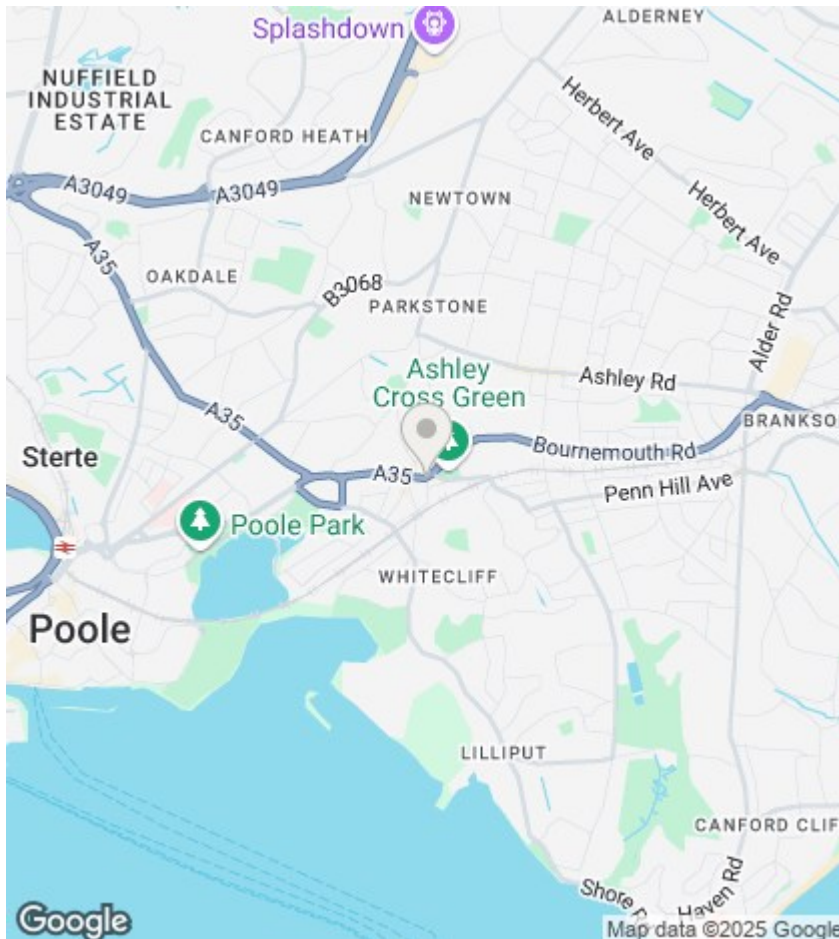 Splashdown
ALDERNEY
NUFFIELD
INDUSTRIAL
ESTATE
Herbert Ave
CANFORD HEATH
A3049
A3049
NEWTOWN
Herbert Ave
A35
OAKDALE
B3068
PARKSTONE
Alder Rd
Ashley
Cross Green
Ashley Rd
A35
BRANKSO
Sterte
Bournemouth Rd
A35
Penn Hill Ave
Poole Park
WHITECLIFF
Poole
LILLIPUT
CANFORD CLIF
Shore
Haven Rd
Google
Map data ©2025 Google